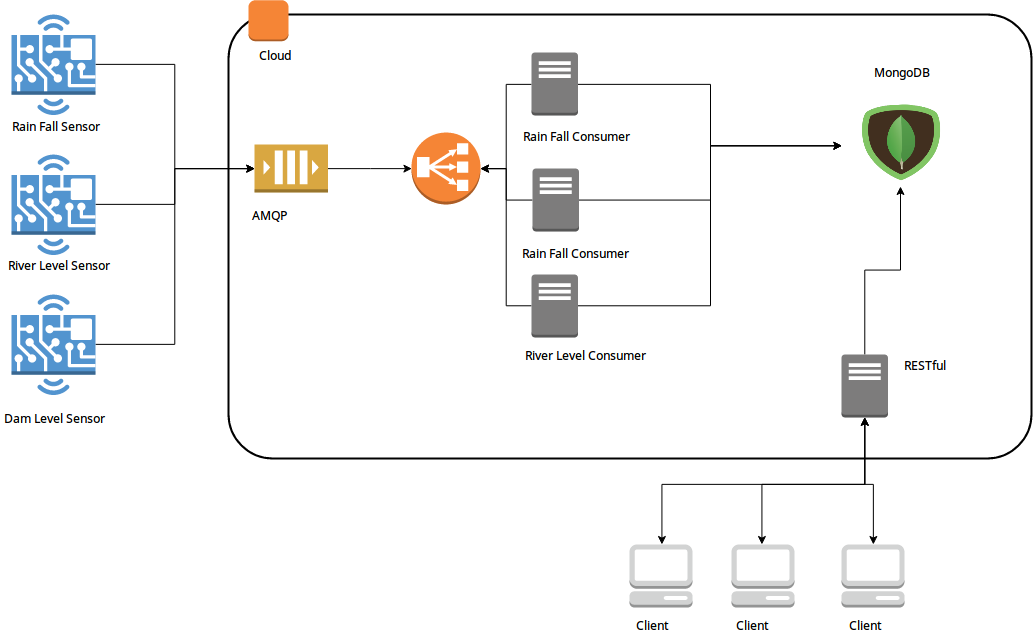 Cloud
MongoDB
Rain Fall Sensor
Rain Fall Consumer
AMQP
River Level Sensor
Rain Fall Consumer
River Level Consumer
RESTful
Dam Level Sensor
Client
Client
Client